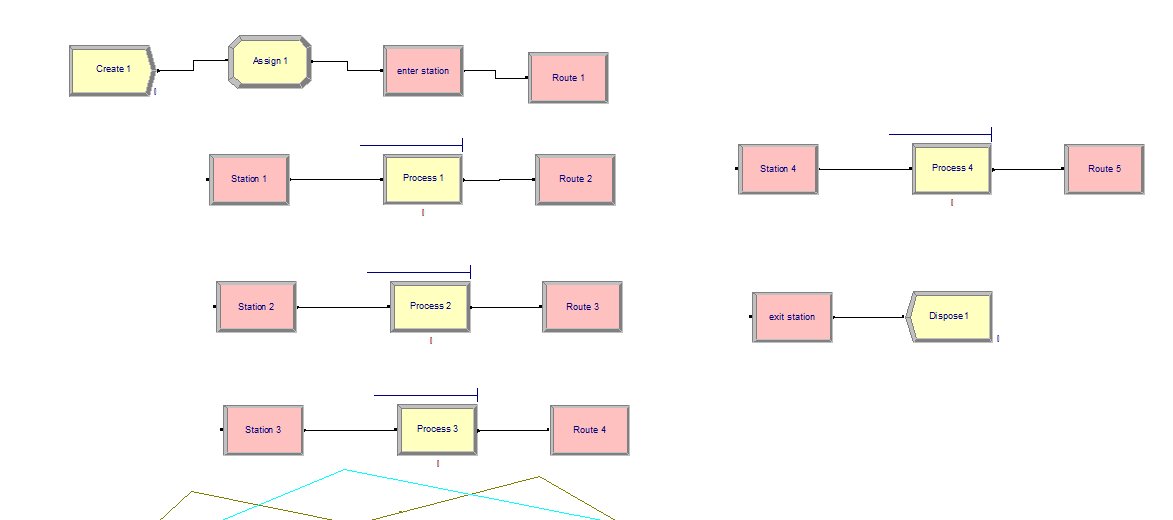 Create 1
Assign 1
enter station
Route 1
Station 1
Process 1
Route 2
Station 4
Process 4
Route 5
Station 2
Process 2
Route 3
exit station
Dispose 1
Station 3
Process 3
Route 4